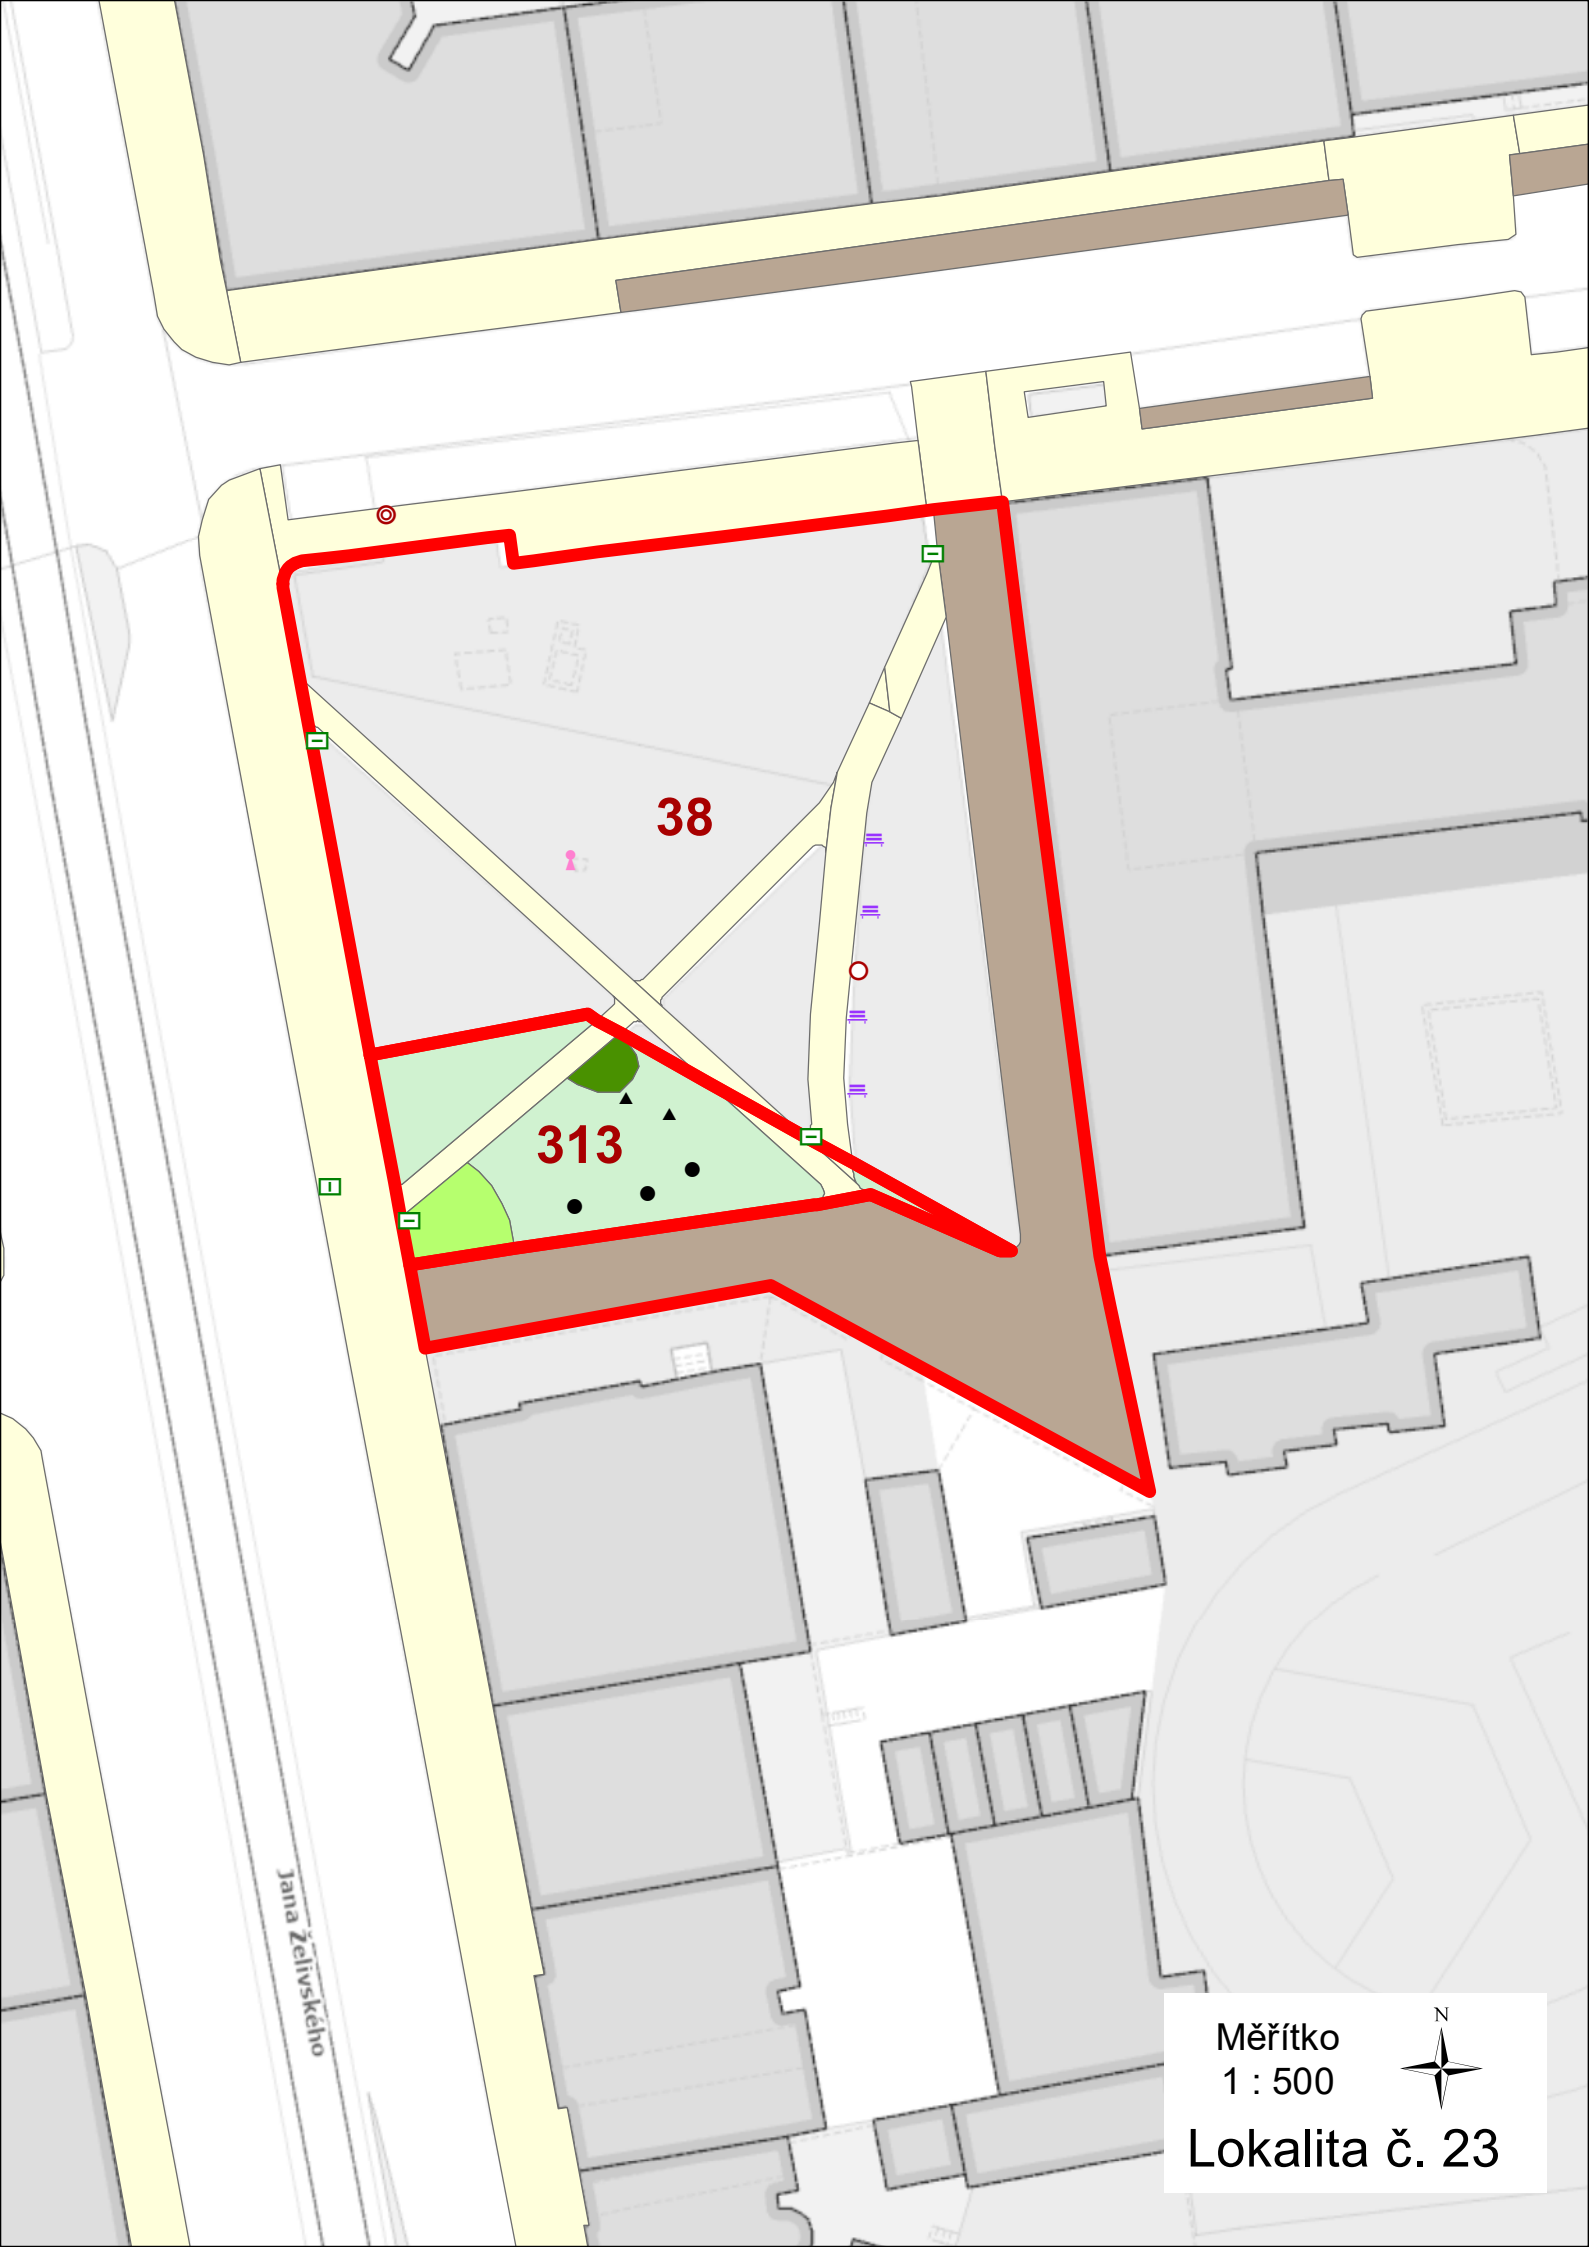 38
313
Jana Želivského
N
Měřítko
1 : 500
Lokalita č. 23